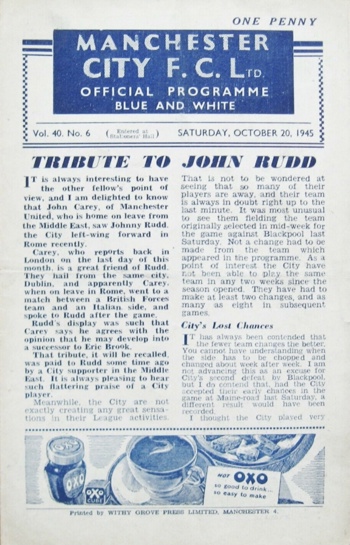 ONE PENNY
MANCHESTER
CITY F.C. LTD.
OFFICIAL PROGRAMME
BLUE AND WHITE
Vol. 40. No. 6 (Entered at Stationers' Hall) SATURDAY, OCTOBER 20, 1945
TRIBUTE TO JOHN RUDD
IT is always interesting to have
the other fellow's point of
view, and I am delighted to know
that John Carey, of Manchester
United, who is home on leave from
the Middle East, saw Johnny Rudd,
the City left-wing forward in
Rome recently.
Carey, who reports back in
London on the last day of this
month, is a great friend of Rudd.
They hail from the same city,
Dublin, and apparently Carey,
when on leave in Rome, went to a
match between a British Forces
team and an Italian side, and
spoke to Rudd after the game.
Rudd's display was such that
Carey says he agrees with the
opinion that he may develop into
a successor to Eric Brook.
That tribute, it will be recalled,
was paid to Rudd some time ago
by a City supporter in the Middle
East. It is always pleasing to hear
such flattering praise of a City
player.
Meanwhile, the City are not
exactly creating any great sensa-
tions in their League activities.
That is not to be wondered at
seeing that so many of their
players are away, and their team
is always in doubt right up to the
last minute. It was most unusual
to see them fielding the team
originally selected in mid-week for
the game against Blackpool last
Saturday. Not a change had to be
made from the team which
appeared in the programme. As a
point of interest the City have
not been able to play the same
team in any two weeks since the
season opened. They have had to
make at least two changes, and as
many as eight in subsequent
games.
City's Lost Chances
IT has always been contended that
the fewer team changes the better.
You cannot have understanding when
the side has to be chopped and
changed about week after week. I am
not advancing this as an excuse for
City's second defeat by Blackpool,
but I do contend that, had the City
accepted their early chances in the
game at Maine-road last Saturday, a
different result would have been
recorded.
I thought the City played very
OXO
OXO
HOT OXO
so good to drink...
so easy to make
Printed by WITHY GROVE PRESS LIMITED, MANCHESTER 4.